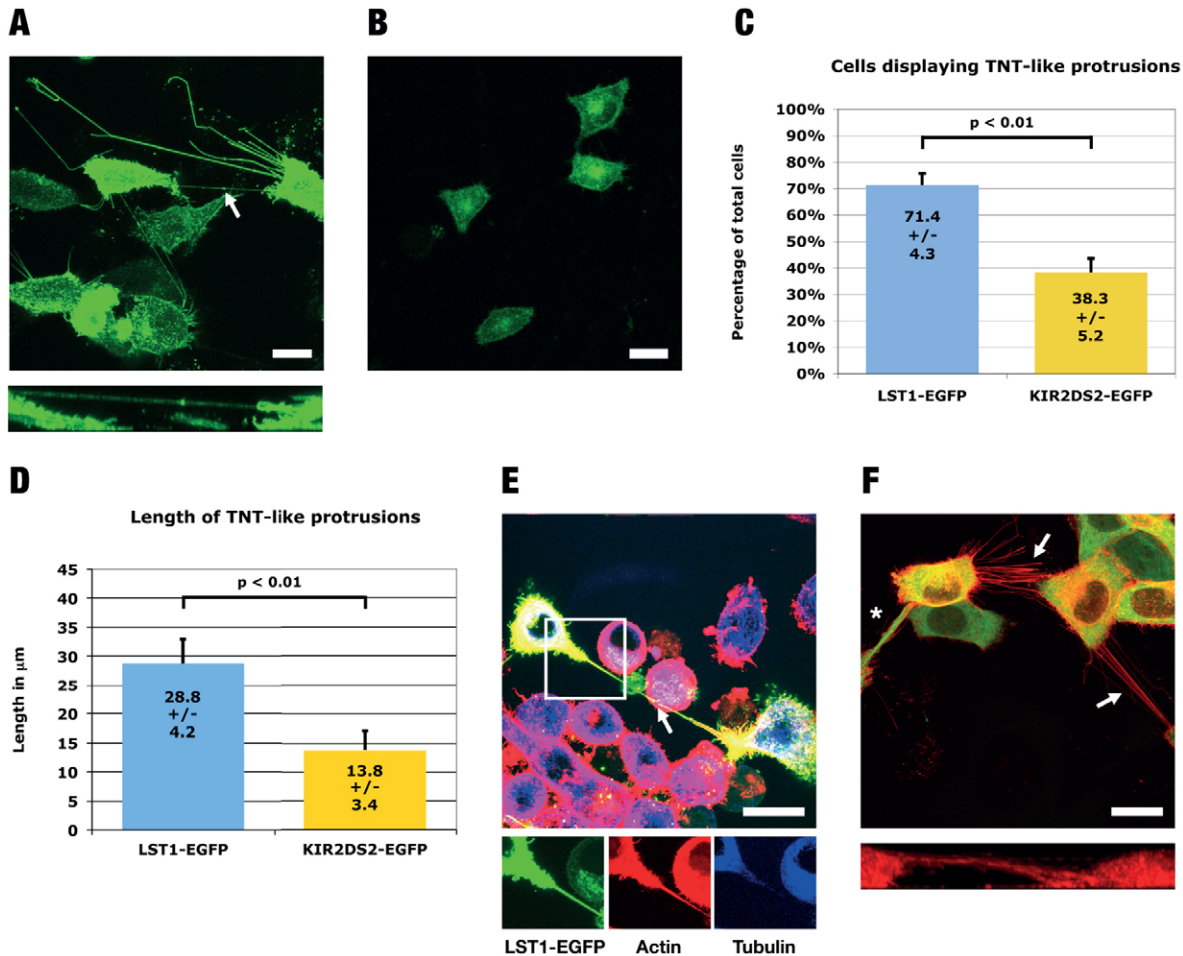 A
B
C
Cells displaying TNT-like protrusions
Percentage of total cells
100%
90%
80%
70%
60%
50%
40%
30%
20%
10%
0%
p < 0.01
71.4
+/-
4.3
38.3
+/-
5.2
LST1-EGFP
KIR2DS2-EGFP
D
Length of TNT-like protrusions
Length in μm
45
40
35
30
25
20
15
10
5
0
p < 0.01
28.8
+/-
4.2
13.8
+/-
3.4
LST1-EGFP
KIR2DS2-EGFP
E
LST1-EGFP
Actin
Tubulin
F
*